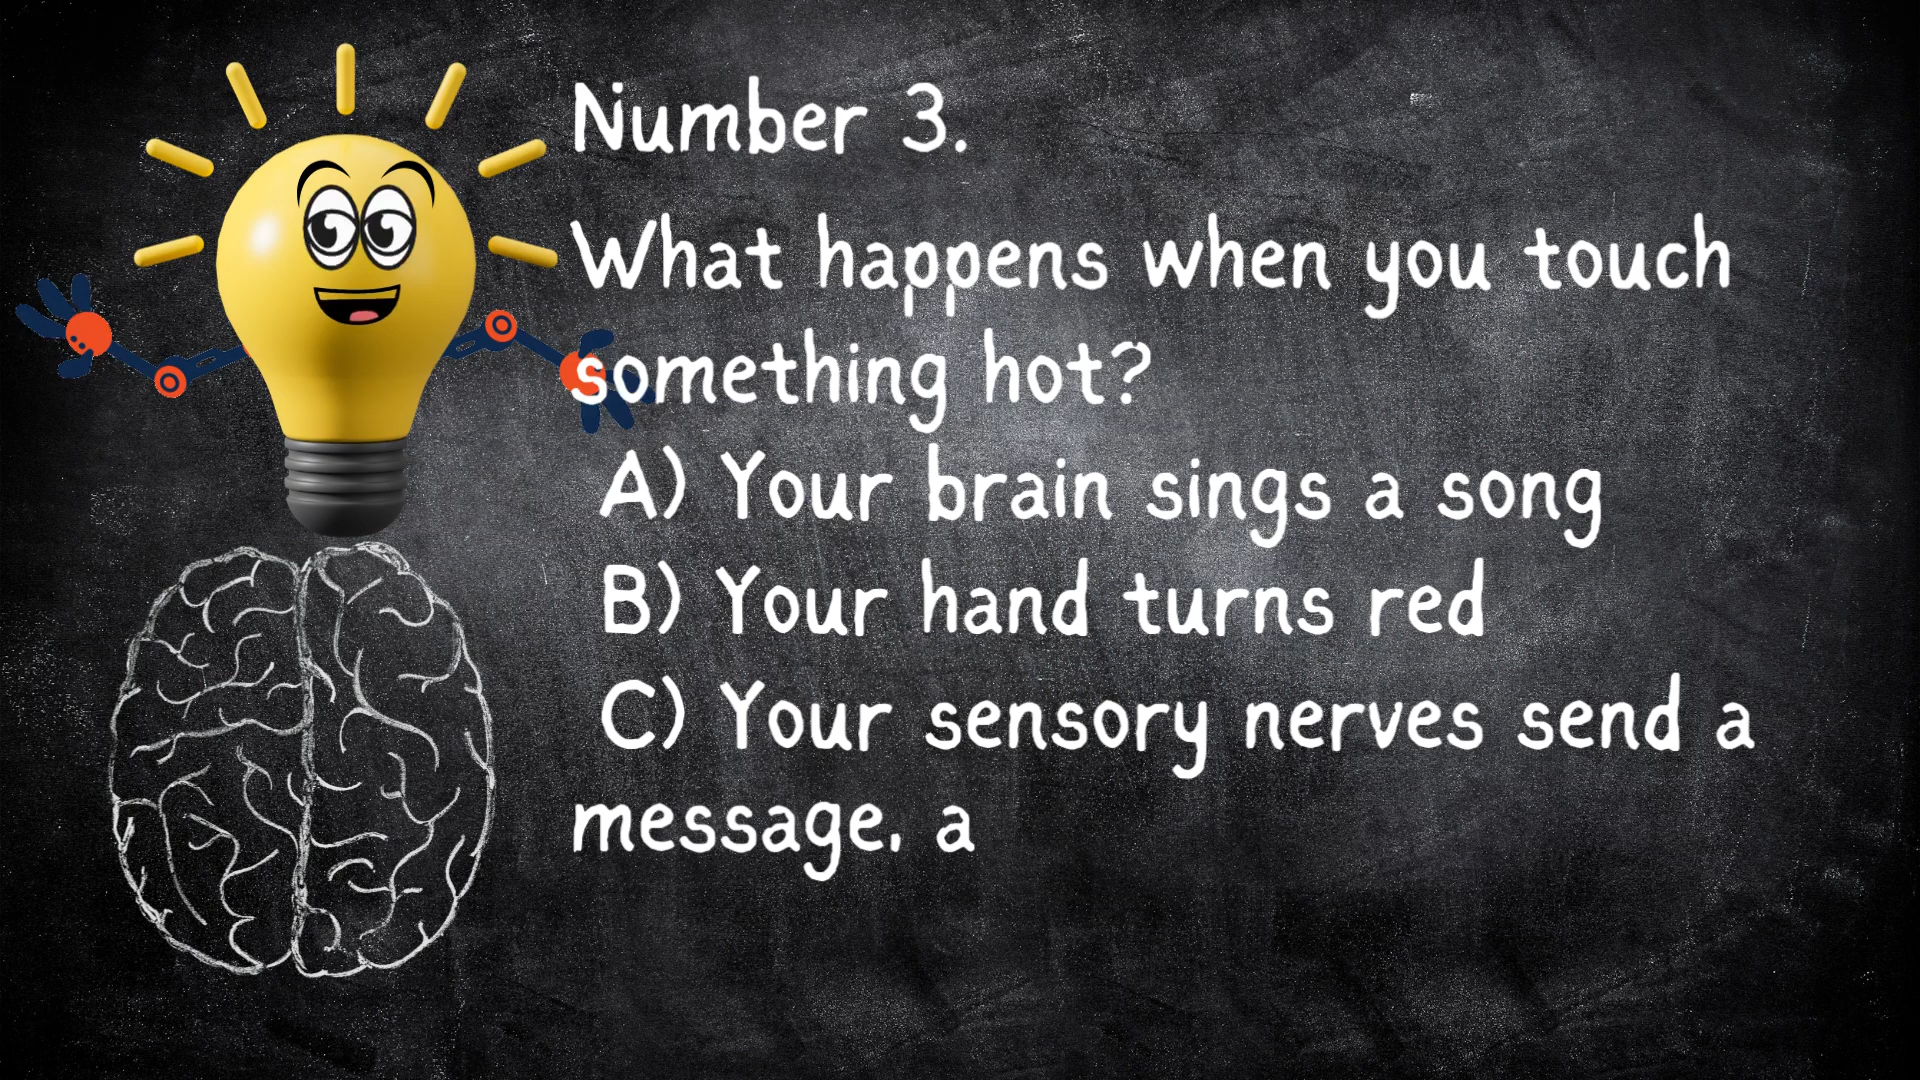 Number 3.
What happens when you touch
something hot?
A) Your brain sings a song
B) Your hand turns red
C) Your sensory nerves send a
message. a